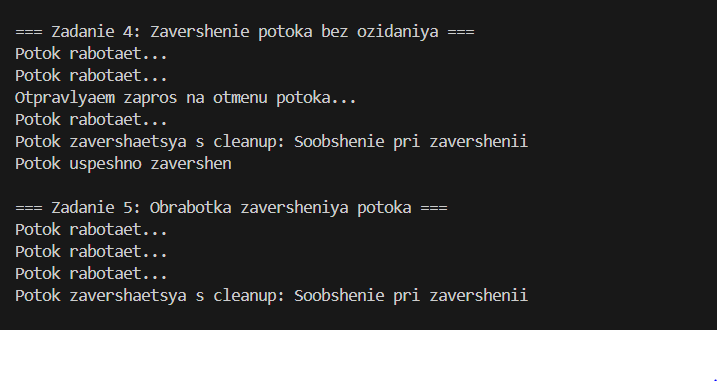 === Zadanie 4: Zavershenie potoka bez ozidaniya ===
Potok rabotaet...
Potok rabotaet...
Otpravlyaem zapros na otmenu potoka...
Potok rabotaet...
Potok zavershaetsya s cleanup: Soobshenie pri zavershenii
Potok uspeshno zavershen
=== Zadanie 5: Obrabotka zaversheniya potoka ===
Potok rabotaet...
Potok rabotaet...
Potok rabotaet...
Potok zavershaetsya s cleanup: Soobshenie pri zavershenii